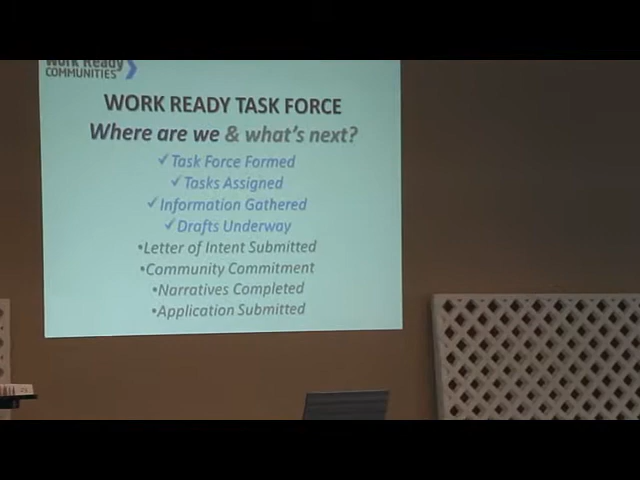 Work Ready
COMMUNITIES
WORK READY TASK FORCE
Where are we & what's next?
✓Task Force Formed
✓Tasks Assigned
✓Information Gathered
✓Drafts Underway
•Letter of Intent Submitted
•Community Commitment
•Narratives Completed
•Application Submitted